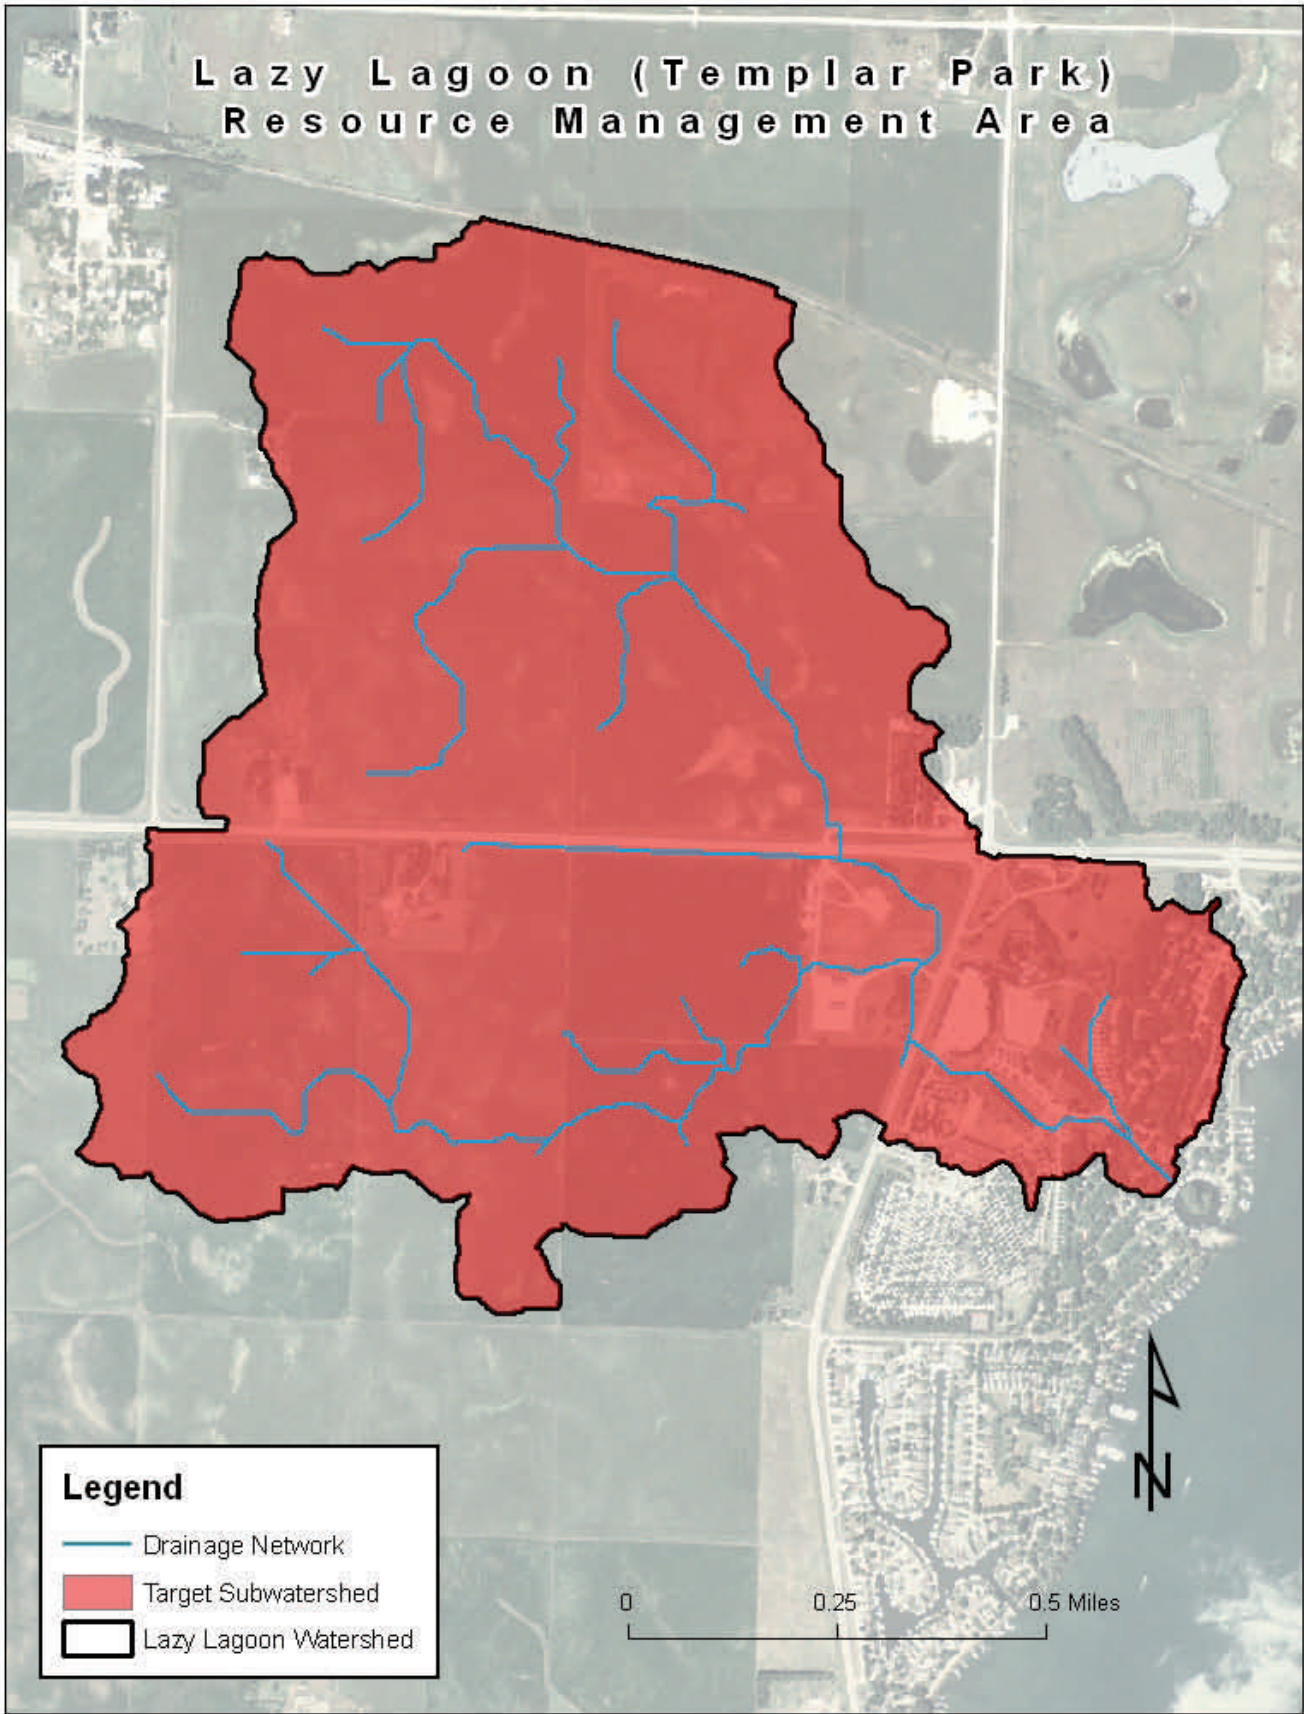 Lazy Lagoon (Templar Park)
Resource Management Area
Legend
Drainage Network
Target Subwatershed
Lazy Lagoon Watershed
0 0.25 0.5 Miles
N